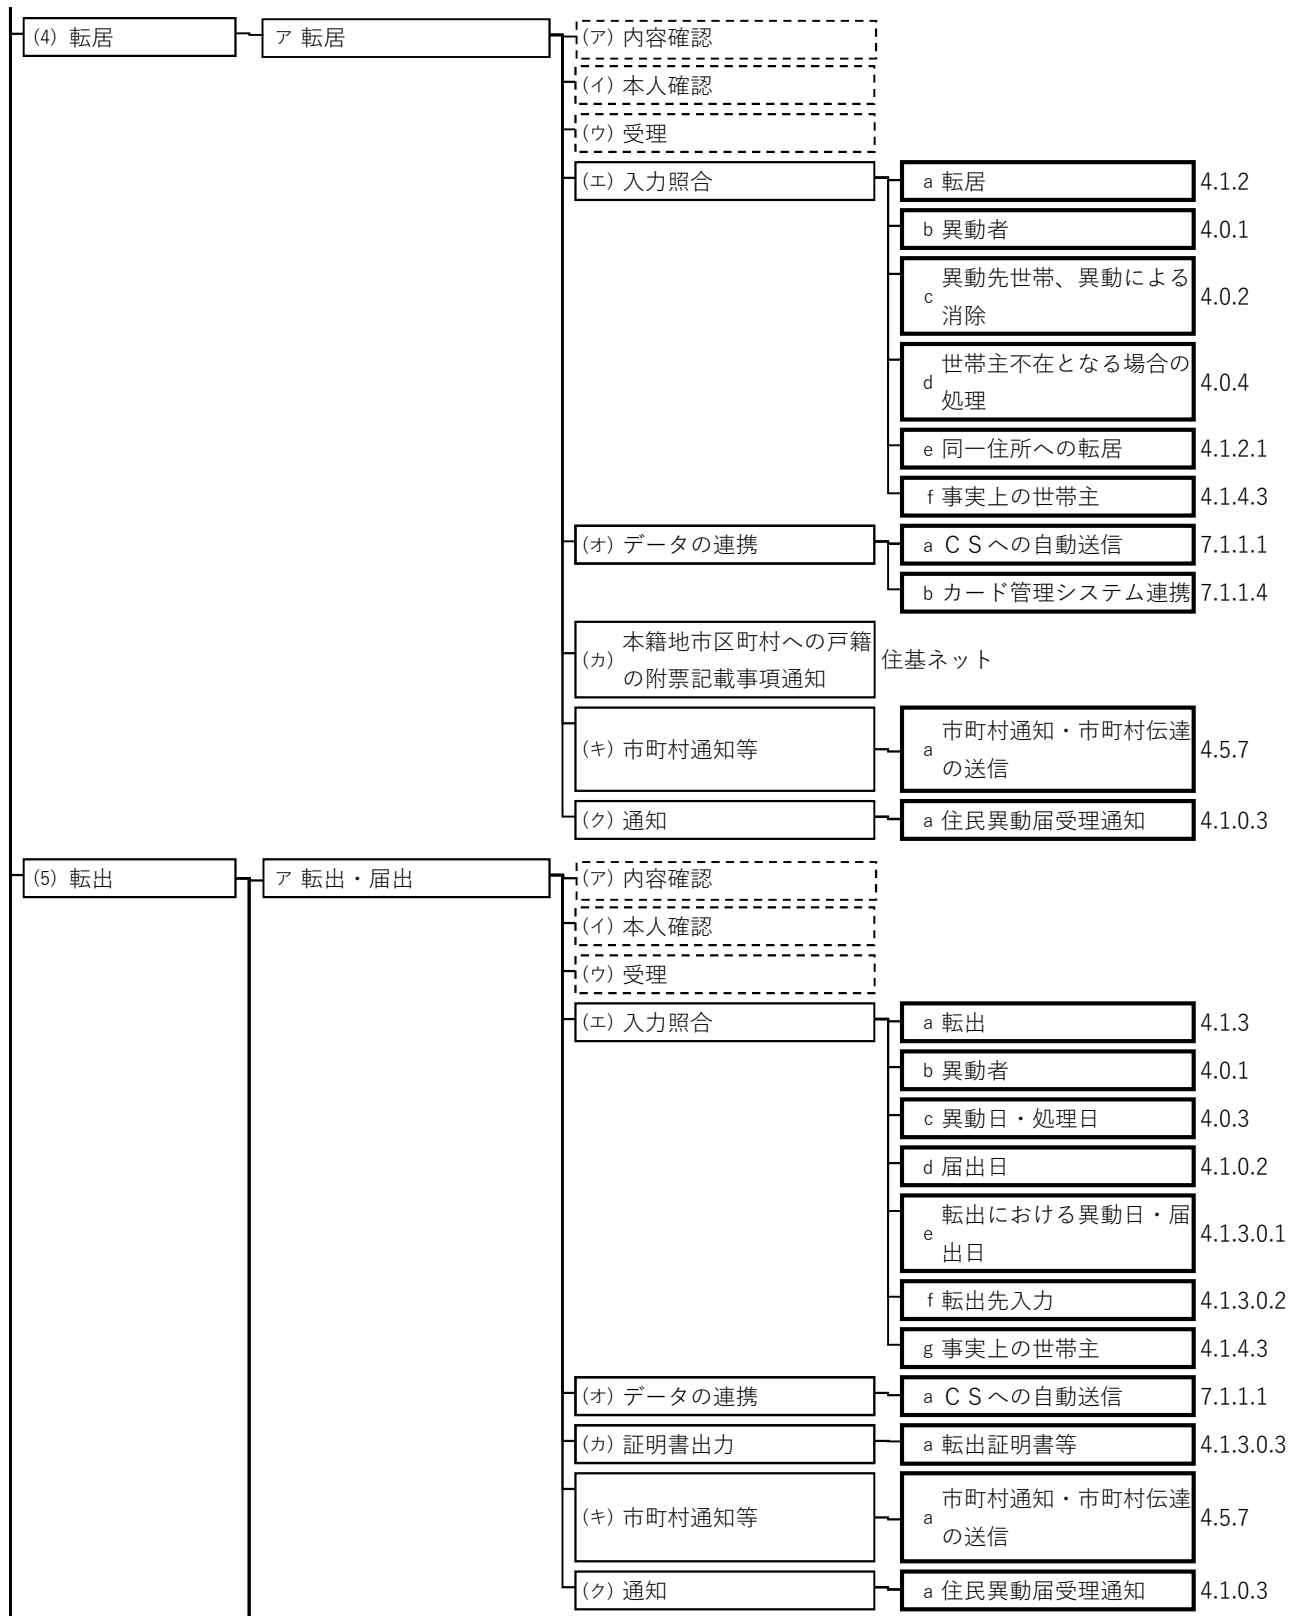 (4) 転居 ア 転居 (ア) 内容確認
(イ) 本人確認
(ウ) 受理
(エ) 入力照合 a 転居 4.1.2
b 異動者 4.0.1
c 異動先世帯、異動による
消除 4.0.2
d 世帯主不在となる場合の
処理 4.0.4
e 同一住所への転居 4.1.2.1
f 事実上の世帯主 4.1.4.3
(オ) データの連携 a ＣＳへの自動送信 7.1.1.1
b カード管理システム連携 7.1.1.4
(カ) 本籍地市区町村への戸籍
の附票記載事項通知 住基ネット
(キ) 市町村通知等 a 市町村通知・市町村伝達
の送信 4.5.7
(ク) 通知 a 住民異動届受理通知 4.1.0.3
(5) 転出 ア 転出・届出 (ア) 内容確認
(イ) 本人確認
(ウ) 受理
(エ) 入力照合 a 転出 4.1.3
b 異動者 4.0.1
c 異動日・処理日 4.0.3
d 届出日 4.1.0.2
e 転出における異動日・届
出日 4.1.3.0.1
f 転出先入力 4.1.3.0.2
g 事実上の世帯主 4.1.4.3
(オ) データの連携 a ＣＳへの自動送信 7.1.1.1
(カ) 証明書出力 a 転出証明書等 4.1.3.0.3
(キ) 市町村通知等 a 市町村通知・市町村伝達
の送信 4.5.7
(ク) 通知 a 住民異動届受理通知 4.1.0.3